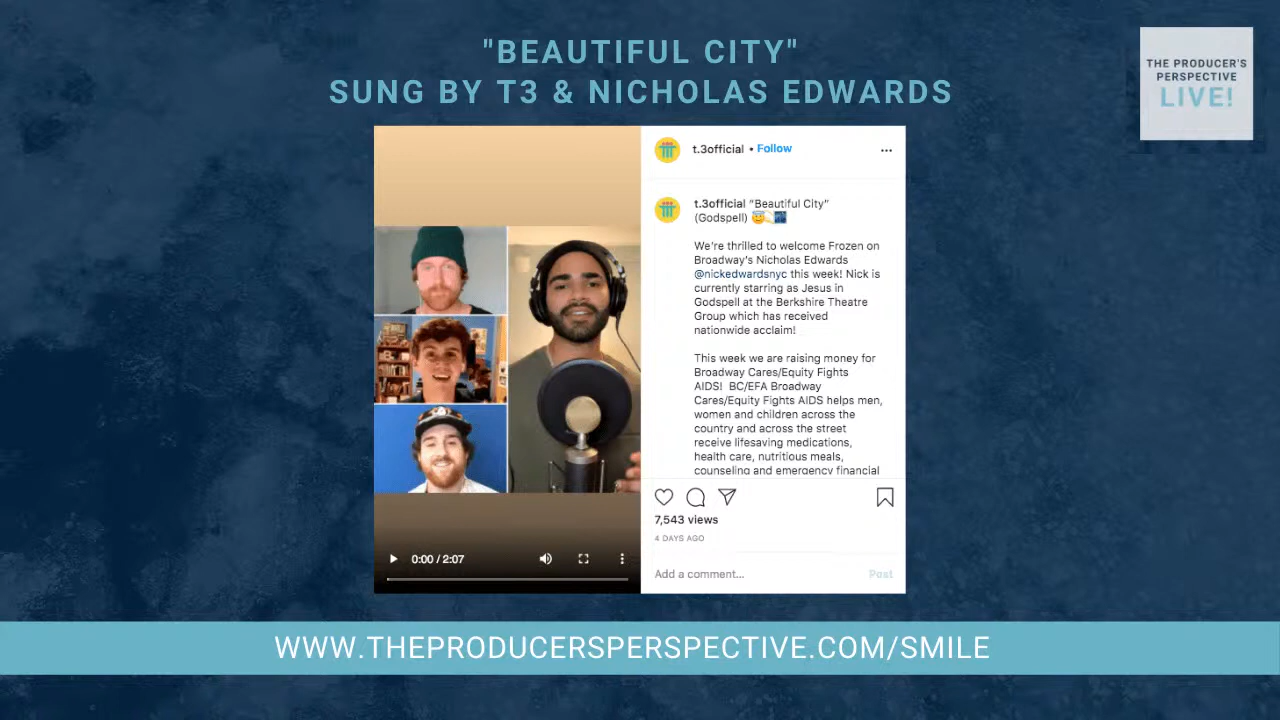 "BEAUTIFUL CITY"
SUNG BY T3 & NICHOLAS EDWARDS
THE PRODUCER'S
PERSPECTIVE
LIVE!
t.3official • Follow
t.3official "Beautiful City"
(Godspell) 😇🏳️🌃
We're thrilled to welcome Frozen on
Broadway's Nicholas Edwards
@nickedwardsnyc this week! Nick is
currently starring as Jesus in
Godspell at the Berkshire Theatre
Group which has received
nationwide acclaim!
This week we are raising money for
Broadway Cares/Equity Fights
AIDS! BC/EFA Broadway
Cares/Equity Fights AIDS helps men,
women and children across the
country and across the street
receive lifesaving medications,
health care, nutritious meals,
counseling and emergency financial
7,543 views
4 DAYS AGO
Add a comment...
Post
0:00 / 2:07
WWW.THEPRODUCERSPERSPECTIVE.COM/SMILE